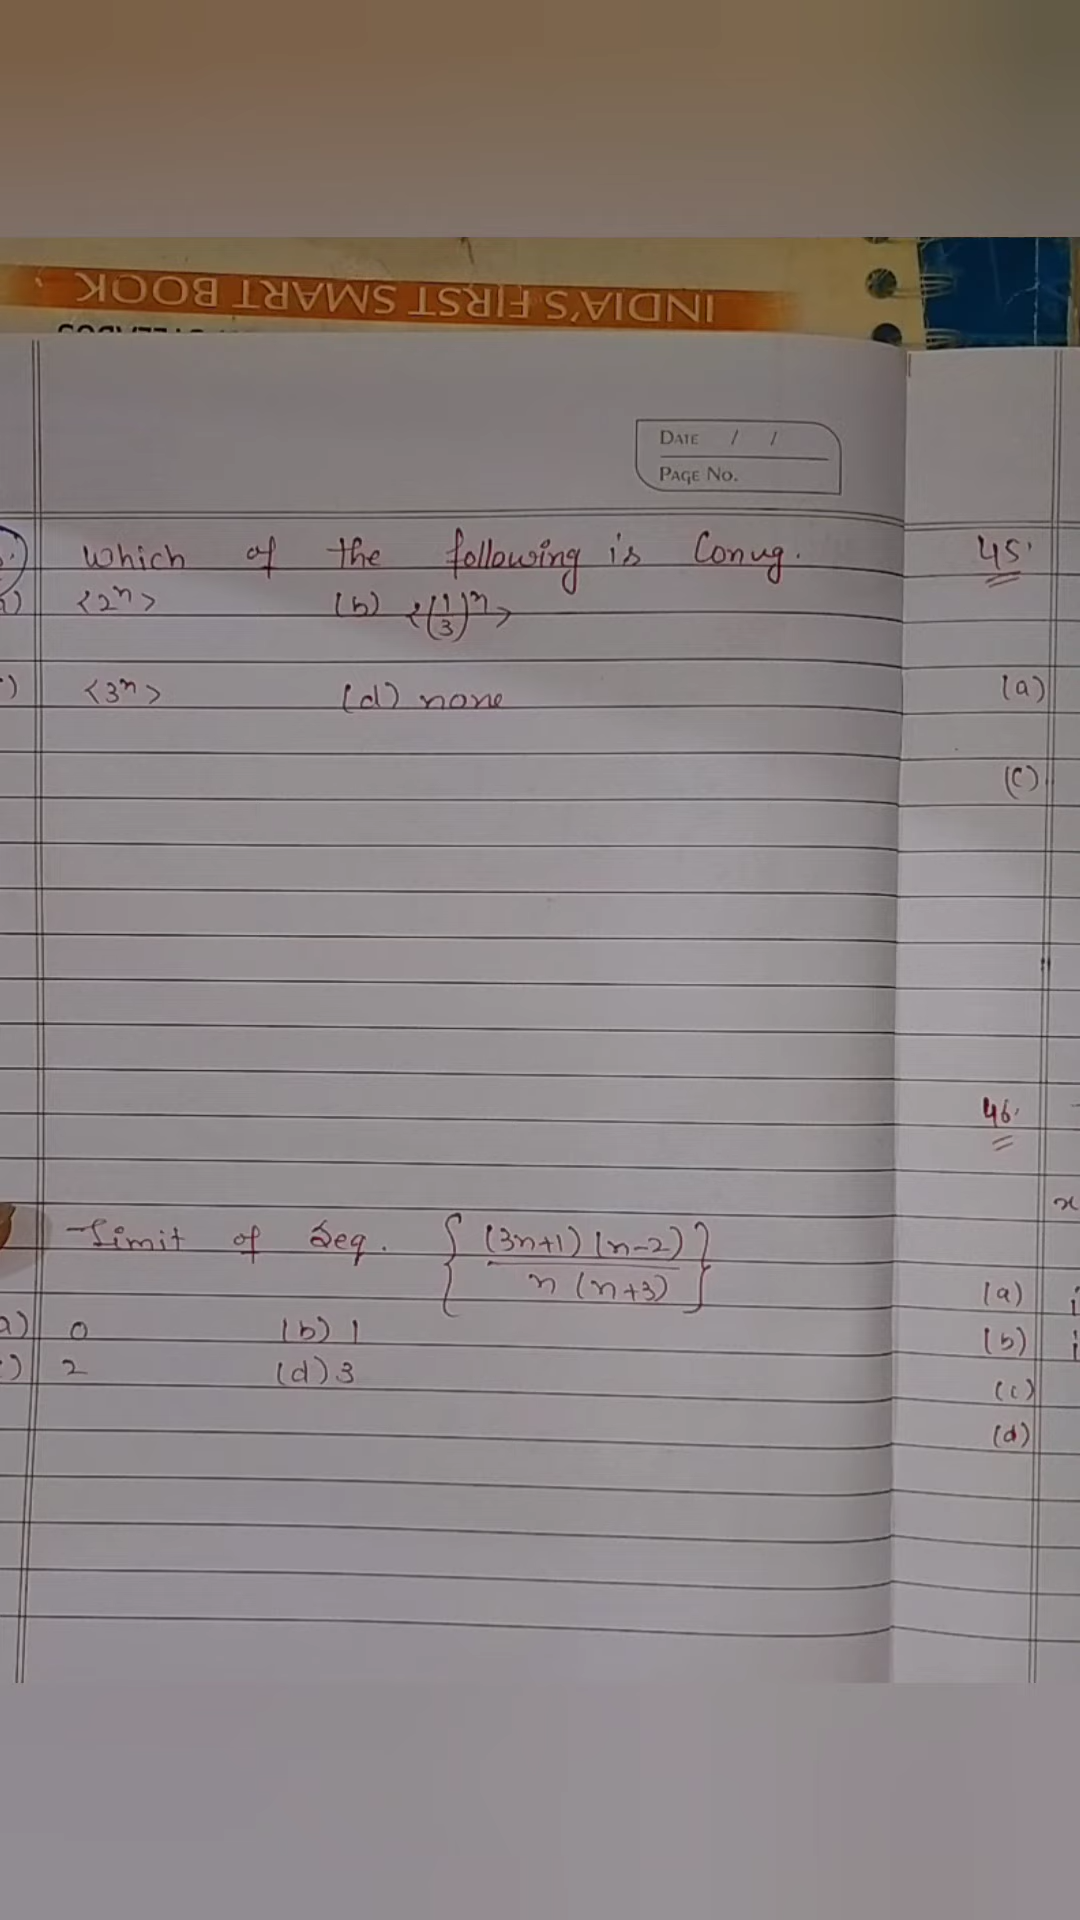 INDIA'S FIRST SMART BOOK
DATE / /
PAGE No.
Which of the following is Conug.
<2ⁿ> (b) <(1/3)ⁿ>
<3ⁿ> (d) none
Limit of Seq. {(3n+1)(n-2) / n(n+3)}
a) 0 (b) 1
2 (d) 3
45.
(a)
(c)
46.
x
(a) i
(b) i
(c)
(d)